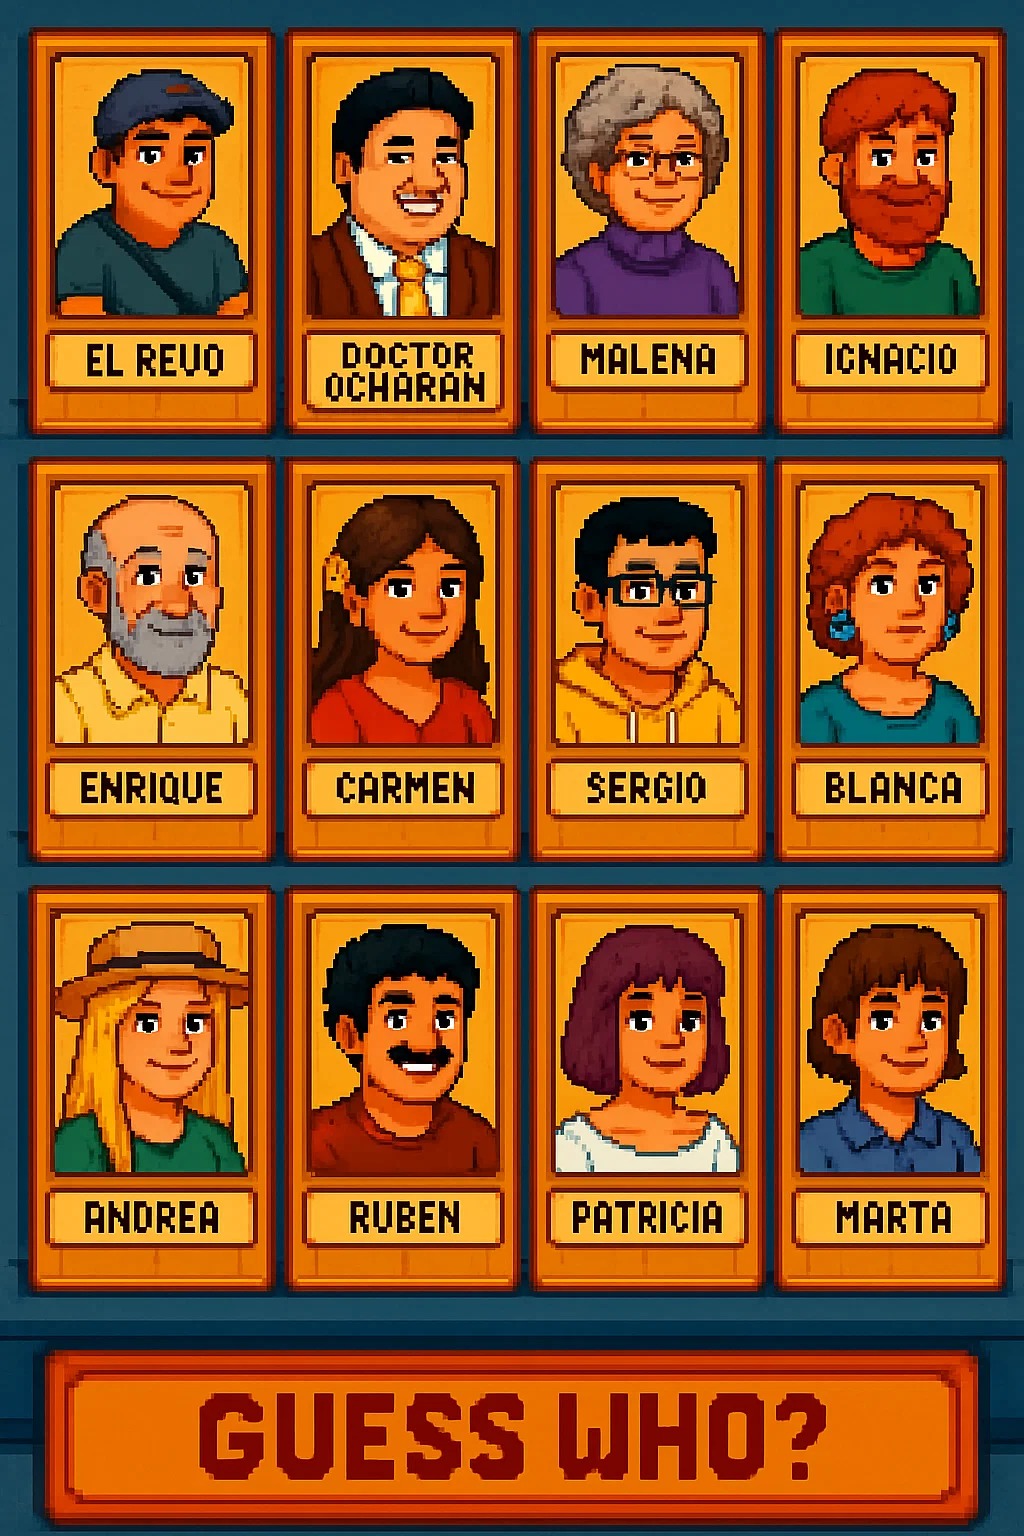 EL REVO
DOCTOR
OCHARAN
MALENA
IGNACIO
ENRIQUE
CARMEN
SERGIO
BLANCA
ANDREA
RUBEN
PATRICIA
MARTA
GUESS WHO?